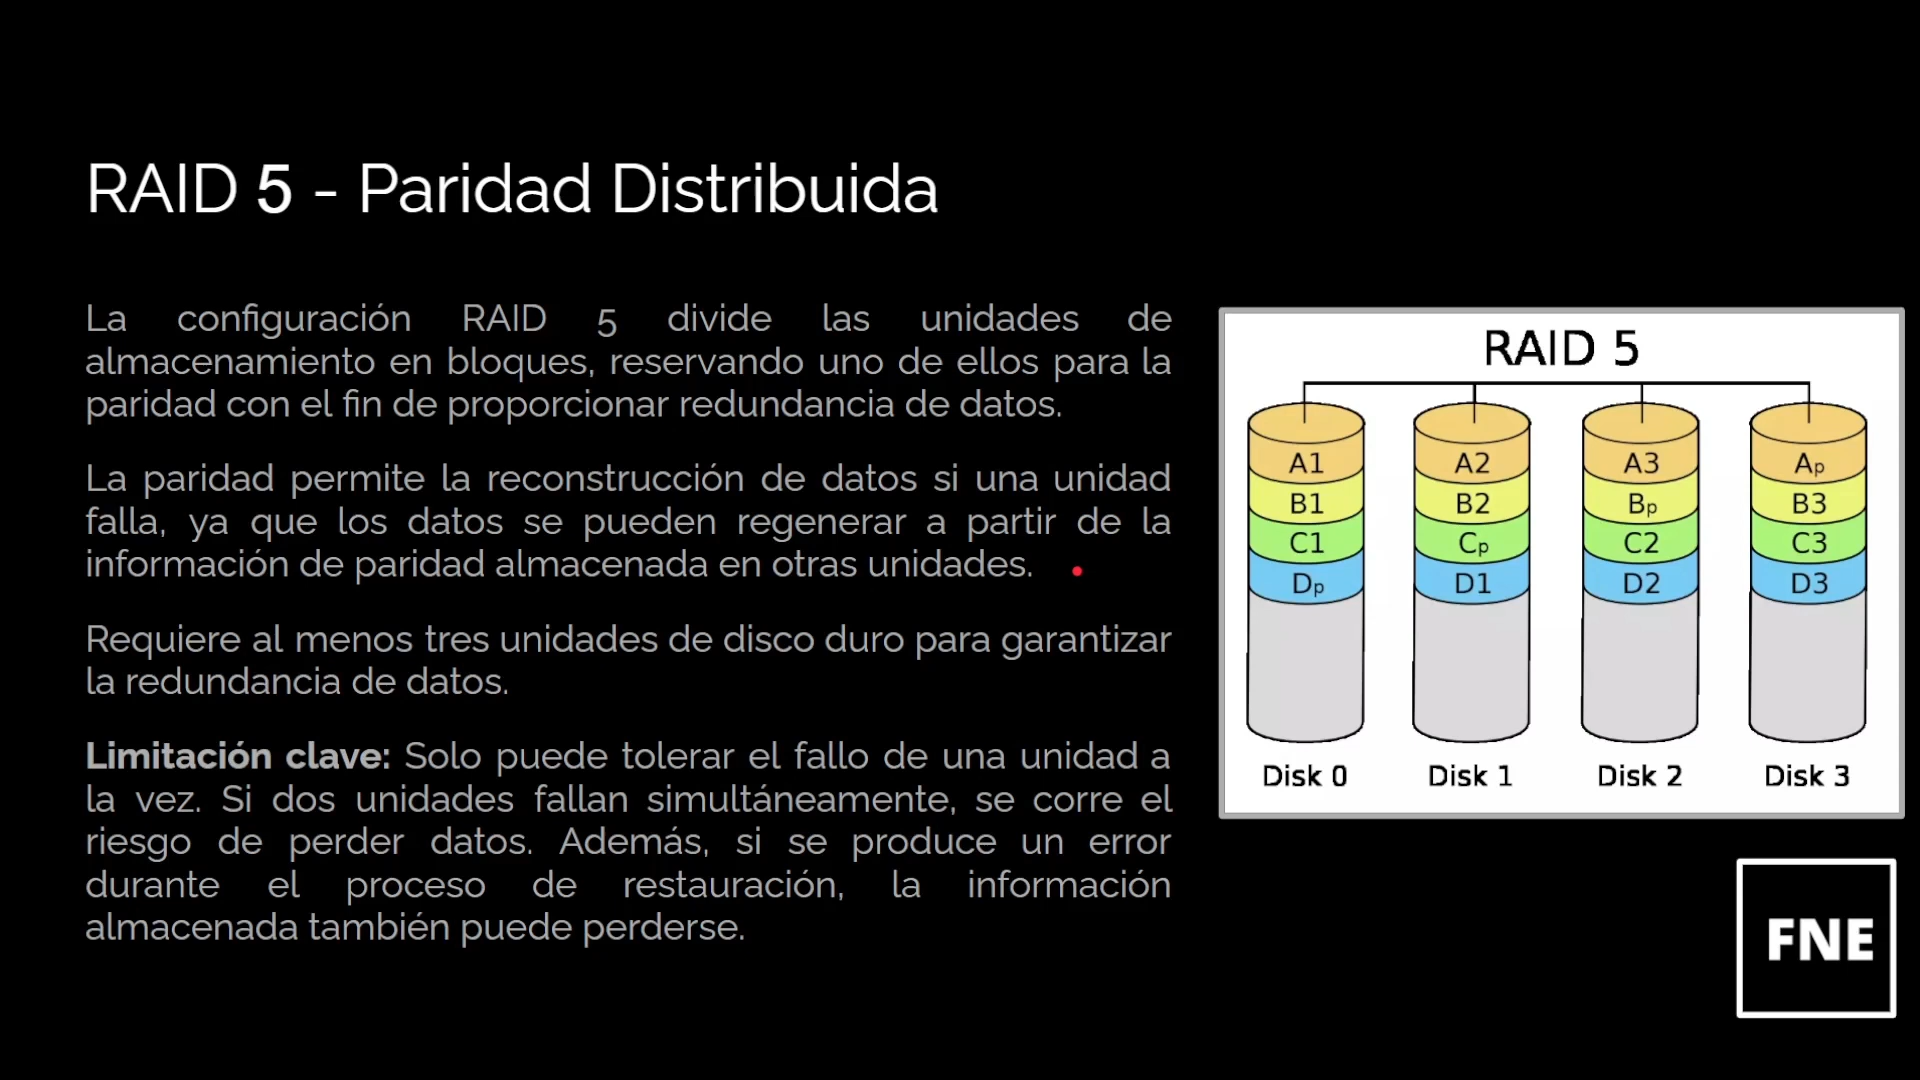 RAID 5 - Paridad Distribuida
La configuración RAID 5 divide las unidades de
almacenamiento en bloques, reservando uno de ellos para la
paridad con el fin de proporcionar redundancia de datos.
La paridad permite la reconstrucción de datos si una unidad
falla, ya que los datos se pueden regenerar a partir de la
información de paridad almacenada en otras unidades.
Requiere al menos tres unidades de disco duro para garantizar
la redundancia de datos.
Limitación clave: Solo puede tolerar el fallo de una unidad a
la vez. Si dos unidades fallan simultáneamente, se corre el
riesgo de perder datos. Además, si se produce un error
durante el proceso de restauración, la información
almacenada también puede perderse.
RAID 5
A1 A2 A3 Ap
B1 B2 Bp B3
C1 Cp C2 C3
Dp D1 D2 D3
Disk 0 Disk 1 Disk 2 Disk 3
FNE